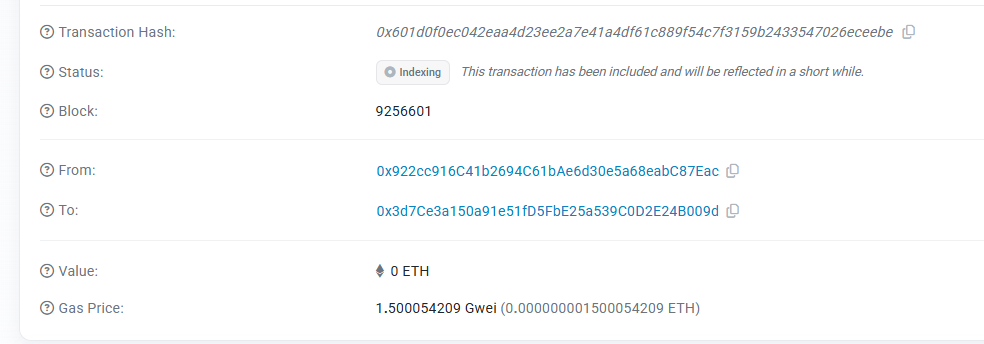 Transaction Hash: 0x601d0f0ec042eaa4d23ee2a7e41a4df61c889f54c7f3159b2433547026eceebe
Status: Indexing This transaction has been included and will be reflected in a short while.
Block: 9256601
From: 0x922cc916C41b2694C61bAe6d30e5a68eabC87Eac
To: 0x3d7Ce3a150a91e51fD5FbE25a539C0D2E24B009d
Value: 0 ETH
Gas Price: 1.500054209 Gwei (0.000000001500054209 ETH)